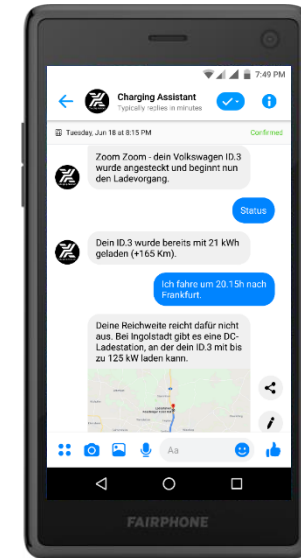 7:49 PM
Charging Assistant
Typically replies in minutes
Tuesday, Jun 18 at 8:15 PM
Confirmed
Zoom Zoom - dein Volkswagen ID.3
wurde angesteckt und beginnt nun
den Ladevorgang.
Status
Dein ID.3 wurde bereits mit 21 kWh
geladen (+165 Km).
Ich fahre um 20.15h nach
Frankfurt.
Deine Reichweite reicht dafür nicht
aus. Bei Ingolstadt gibt es eine DC-
Ladestation, an der dein ID.3 mit bis
zu 125 kW laden kann.
Aa
FAIRPHONE